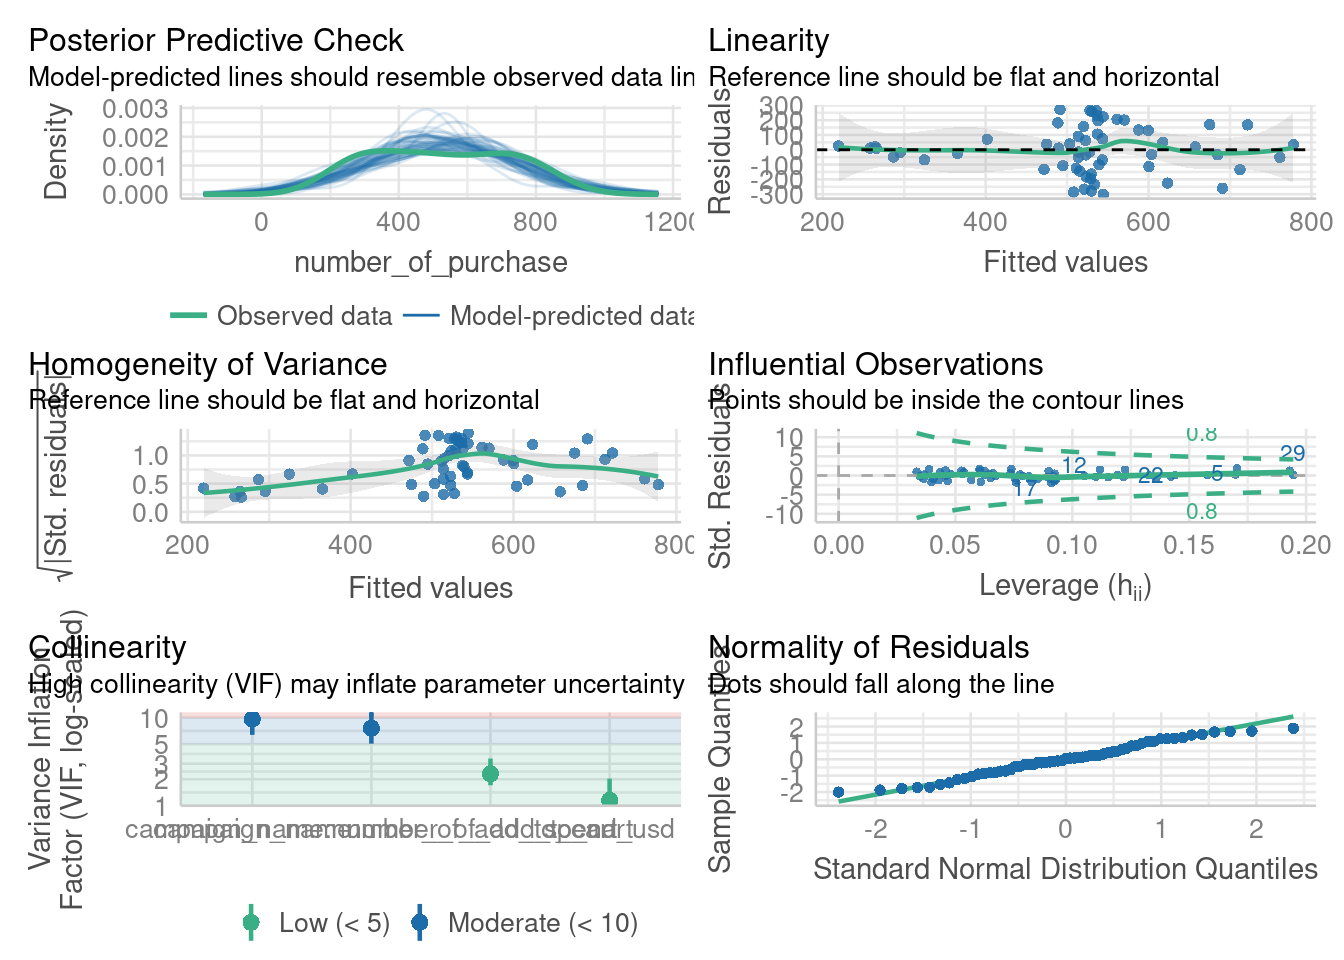 Posterior Predictive Check
Model-predicted lines should resemble observed data lin
Density
0.003
0.002
0.001
0.000
0
400
800
1200
number_of_purchase
Observed data
Model-predicted data
Linearity
Reference line should be flat and horizontal
Residuals
300
200
100
0
-100
-200
-300
200
400
600
800
Fitted values
Homogeneity of Variance
Reference line should be flat and horizontal
√|Std. residuals|
1.0
0.5
0.0
200
400
600
800
Fitted values
Influential Observations
Points should be inside the contour lines
Std. Residuals
10
5
0
-5
-10
0.8
0.8
29
12
22
5
17
0.00
0.05
0.10
0.15
0.20
Leverage (hii)
Collinearity
High collinearity (VIF) may inflate parameter uncertainty
Variance Inflation
Factor (VIF, log-scaled)
10
5
3
2
1
Low (< 5)
Moderate (< 10)
Normality of Residuals
Dots should fall along the line
Sample Quantiles
2
1
0
-1
-2
-2
-1
0
1
2
Standard Normal Distribution Quantiles